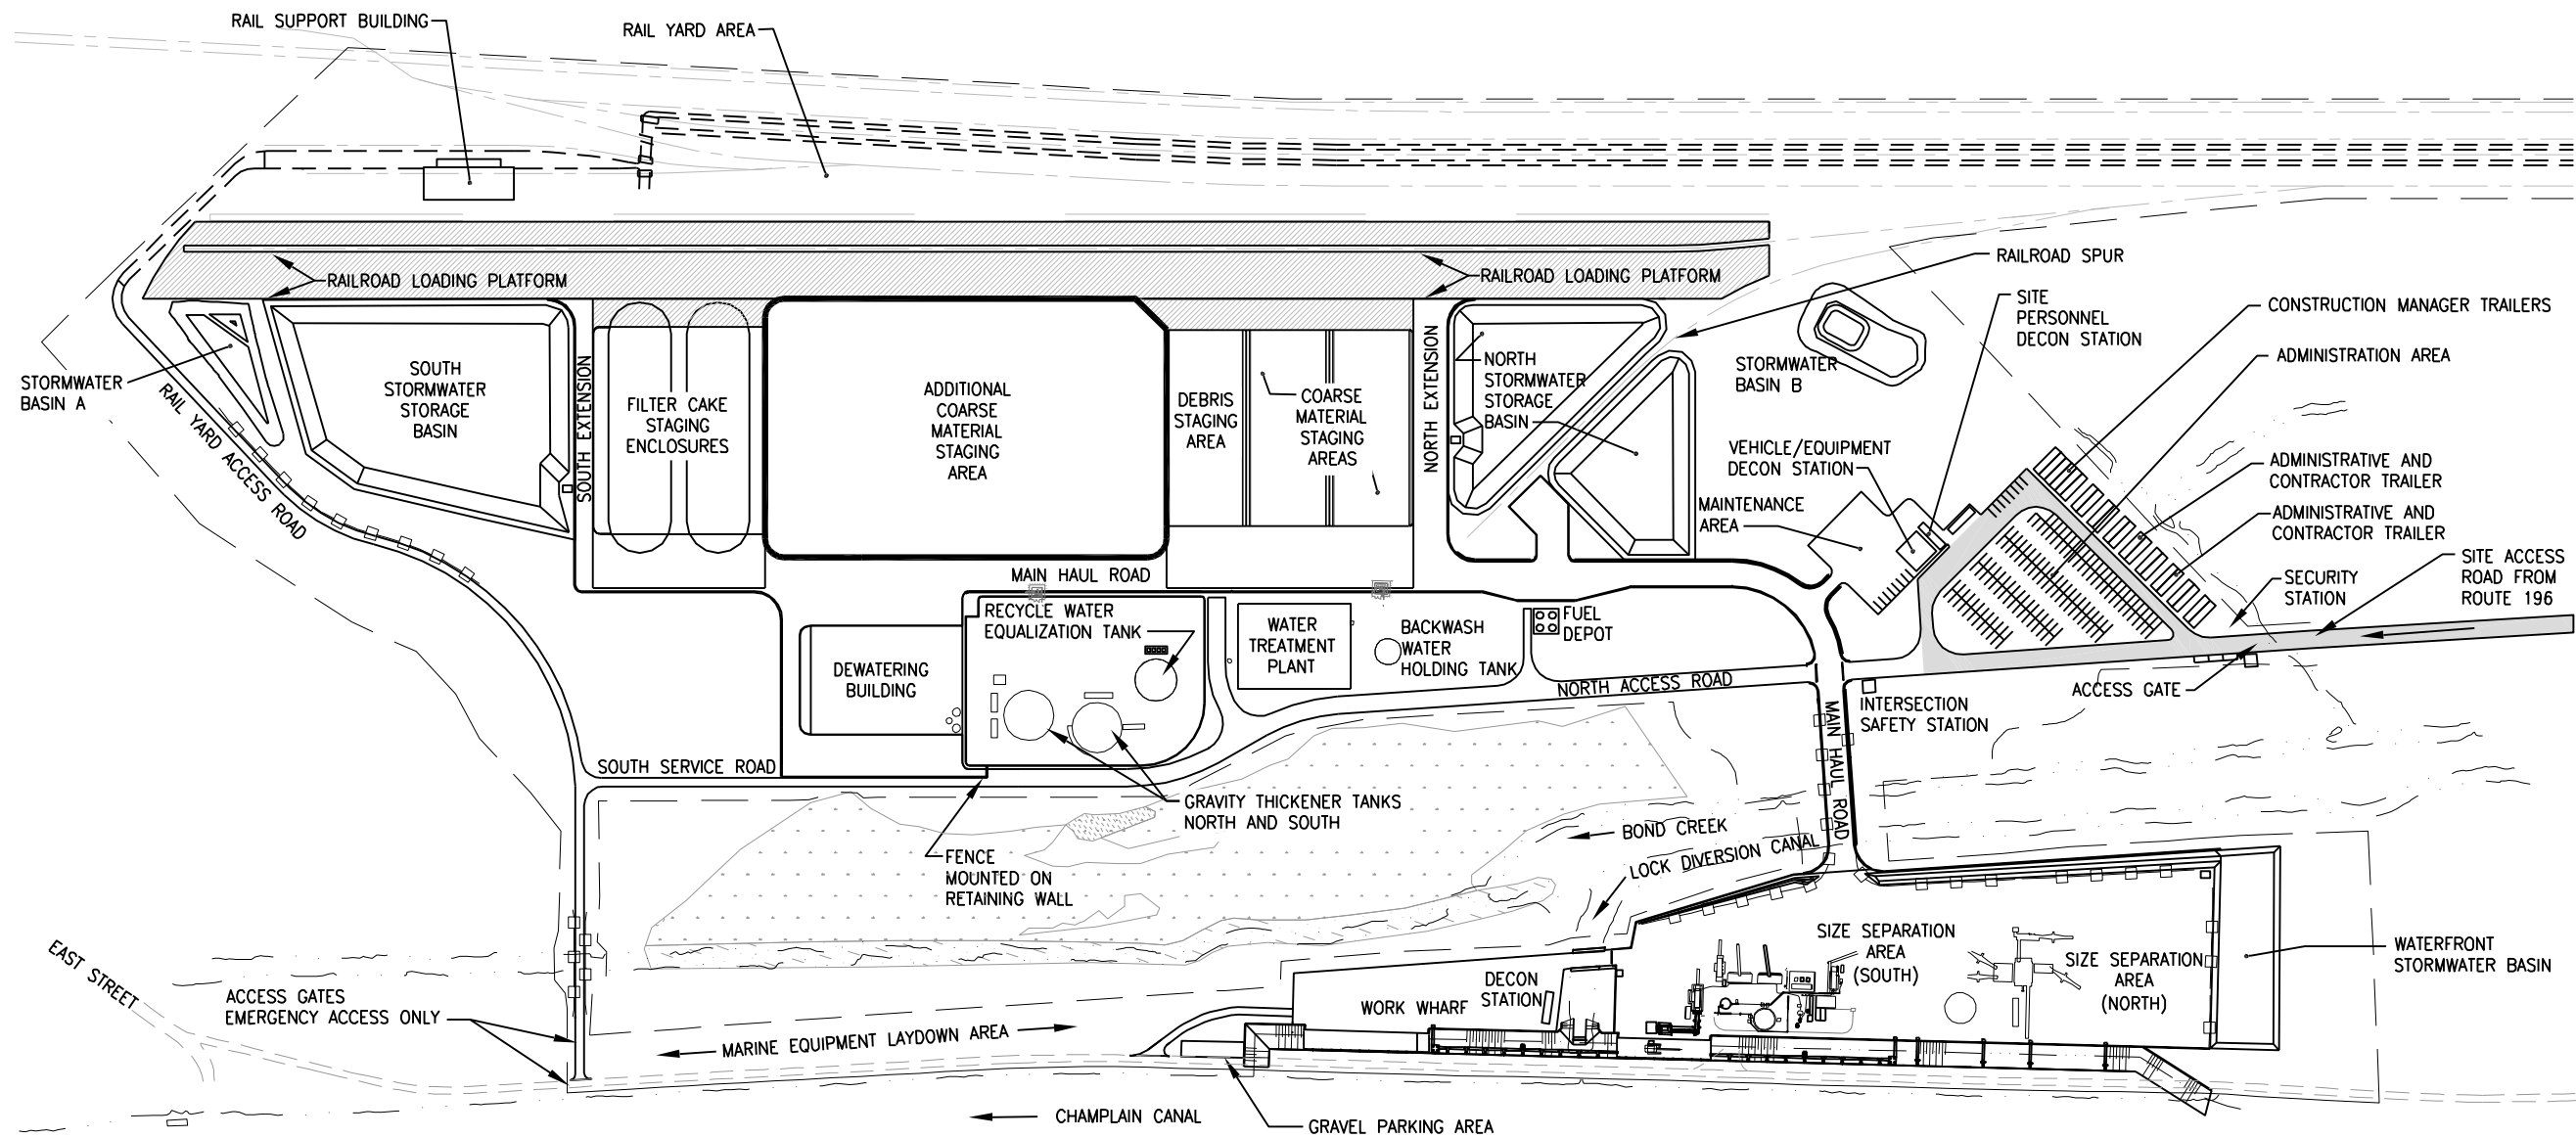 RAIL SUPPORT BUILDING
RAIL YARD AREA
RAILROAD LOADING PLATFORM
RAILROAD LOADING PLATFORM
RAILROAD SPUR
SITE
PERSONNEL
DECON STATION
CONSTRUCTION MANAGER TRAILERS
ADMINISTRATION AREA
STORMWATER
BASIN A
RAIL YARD ACCESS ROAD
SOUTH
STORMWATER
STORAGE
BASIN
SOUTH EXTENSION
FILTER CAKE
STAGING
ENCLOSURES
ADDITIONAL
COARSE
MATERIAL
STAGING
AREA
DEBRIS
STAGING
AREA
COARSE
MATERIAL
STAGING
AREAS
NORTH EXTENSION
NORTH
STORMWATER
STORAGE
BASIN
STORMWATER
BASIN B
VEHICLE/EQUIPMENT
DECON STATION
MAINTENANCE
AREA
ADMINISTRATIVE AND
CONTRACTOR TRAILER
ADMINISTRATIVE AND
CONTRACTOR TRAILER
SITE ACCESS
ROAD FROM
ROUTE 196
SECURITY
STATION
MAIN HAUL ROAD
RECYCLE WATER
EQUALIZATION TANK
WATER
TREATMENT
PLANT
BACKWASH
WATER
HOLDING TANK
FUEL
DEPOT
DEWATERING
BUILDING
NORTH ACCESS ROAD
ACCESS GATE
INTERSECTION
SAFETY STATION
MAIN HAUL ROAD
SOUTH SERVICE ROAD
GRAVITY THICKENER TANKS
NORTH AND SOUTH
BOND CREEK
LOCK DIVERSION CANAL
FENCE
MOUNTED ON
RETAINING WALL
EAST STREET
ACCESS GATES
EMERGENCY ACCESS ONLY
MARINE EQUIPMENT LAYDOWN AREA
WORK WHARF
DECON
STATION
SIZE SEPARATION
AREA
(SOUTH)
SIZE SEPARATION
AREA
(NORTH)
WATERFRONT
STORMWATER BASIN
CHAMPLAIN CANAL
GRAVEL PARKING AREA